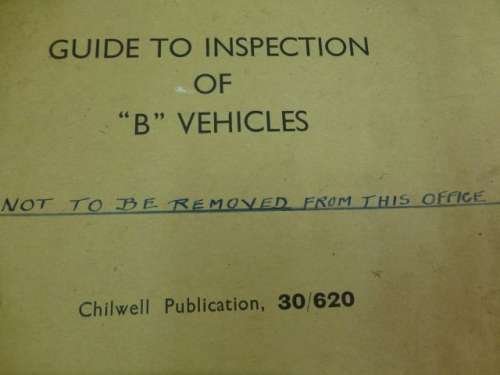 GUIDE TO INSPECTION
OF
"B" VEHICLES
NOT TO BE REMOVED FROM THIS OFFICE
Chilwell Publication, 30/620